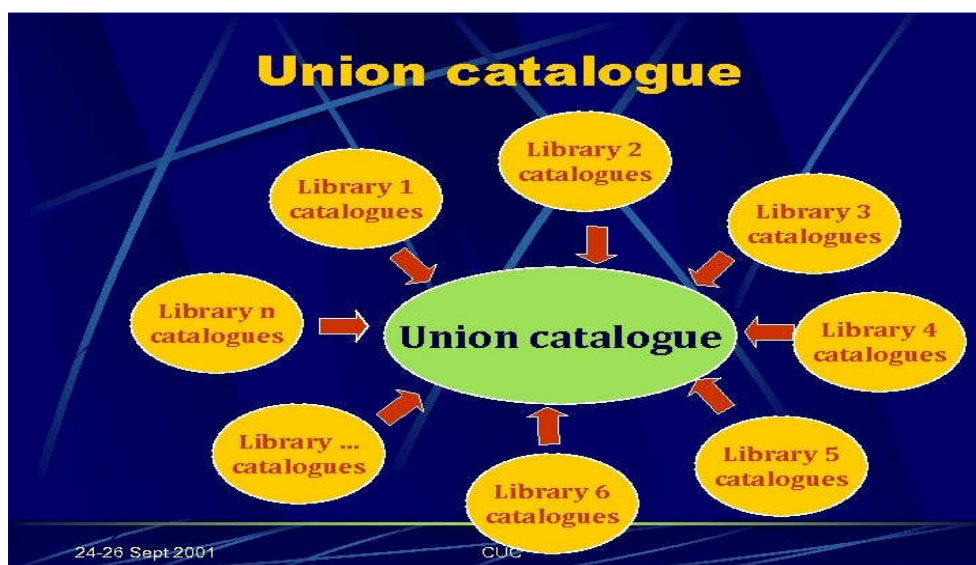 Union catalogue
Library 1
catalogues
Library 2
catalogues
Library 3
catalogues
Library n
catalogues
Union catalogue
Library 4
catalogues
Library ...
catalogues
Library 6
catalogues
Library 5
catalogues
24-26 Sept 2001
CUC